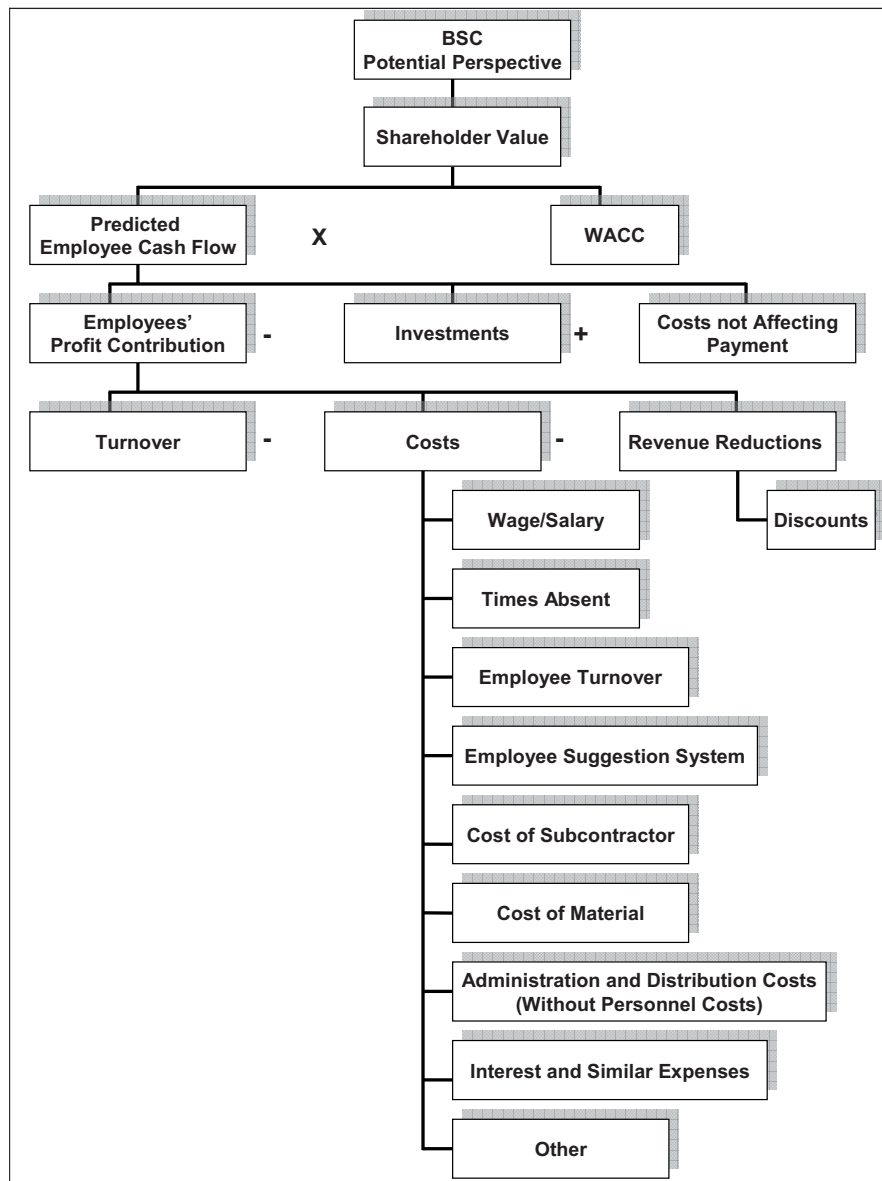 BSC
Potential Perspective
Shareholder Value
Predicted
Employee Cash Flow
X
WACC
Employees’
Profit Contribution
-
Investments
+
Costs not Affecting
Payment
Turnover
-
Costs
-
Revenue Reductions
Wage/Salary
Discounts
Times Absent
Employee Turnover
Employee Suggestion System
Cost of Subcontractor
Cost of Material
Administration and Distribution Costs
(Without Personnel Costs)
Interest and Similar Expenses
Other